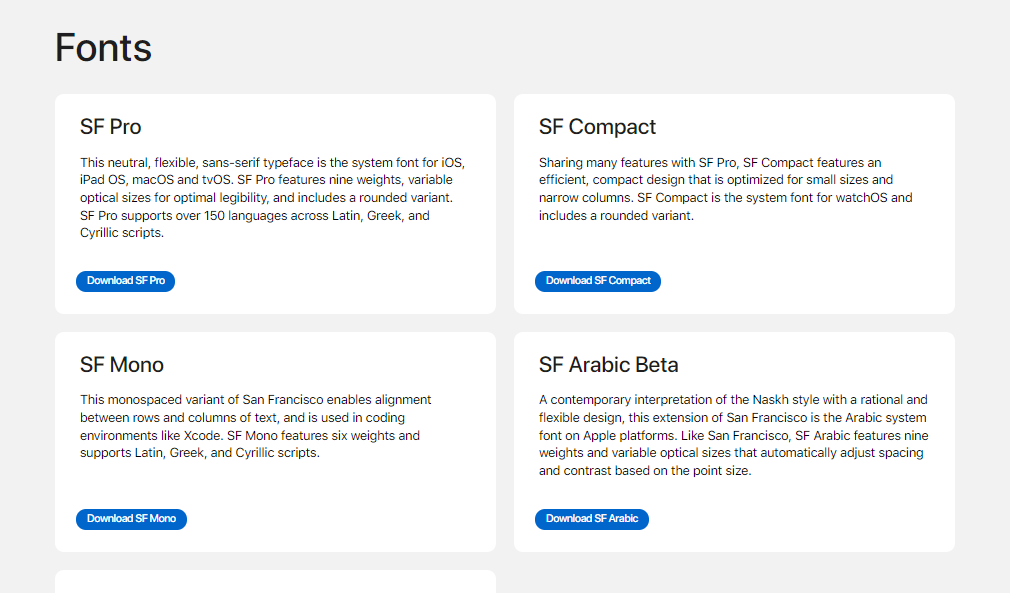 Fonts
SF Pro
This neutral, flexible, sans-serif typeface is the system font for iOS,
iPad OS, macOS and tvOS. SF Pro features nine weights, variable
optical sizes for optimal legibility, and includes a rounded variant.
SF Pro supports over 150 languages across Latin, Greek, and
Cyrillic scripts.
Download SF Pro
SF Compact
Sharing many features with SF Pro, SF Compact features an
efficient, compact design that is optimized for small sizes and
narrow columns. SF Compact is the system font for watchOS and
includes a rounded variant.
Download SF Compact
SF Mono
This monospaced variant of San Francisco enables alignment
between rows and columns of text, and is used in coding
environments like Xcode. SF Mono features six weights and
supports Latin, Greek, and Cyrillic scripts.
Download SF Mono
SF Arabic Beta
A contemporary interpretation of the Naskh style with a rational and
flexible design, this extension of San Francisco is the Arabic system
font on Apple platforms. Like San Francisco, SF Arabic features nine
weights and variable optical sizes that automatically adjust spacing
and contrast based on the point size.
Download SF Arabic